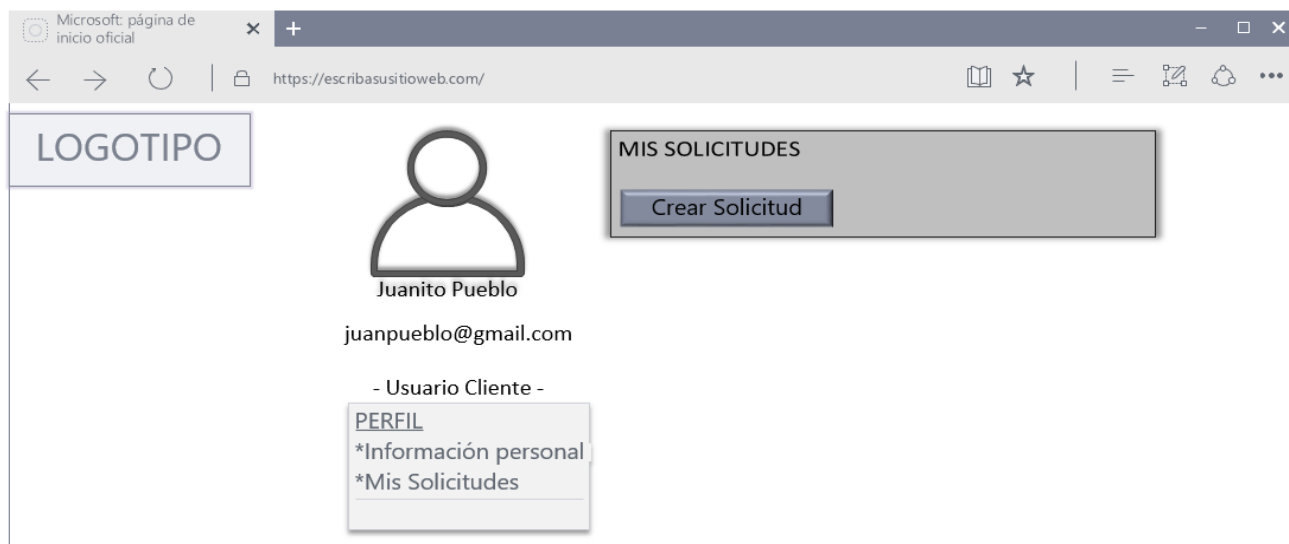 Microsoft: página de
inicio oficial
https://escribasusitioweb.com/
LOGOTIPO
Juanito Pueblo
juanpueblo@gmail.com
- Usuario Cliente -
PERFIL
*Información personal
*Mis Solicitudes
MIS SOLICITUDES
Crear Solicitud